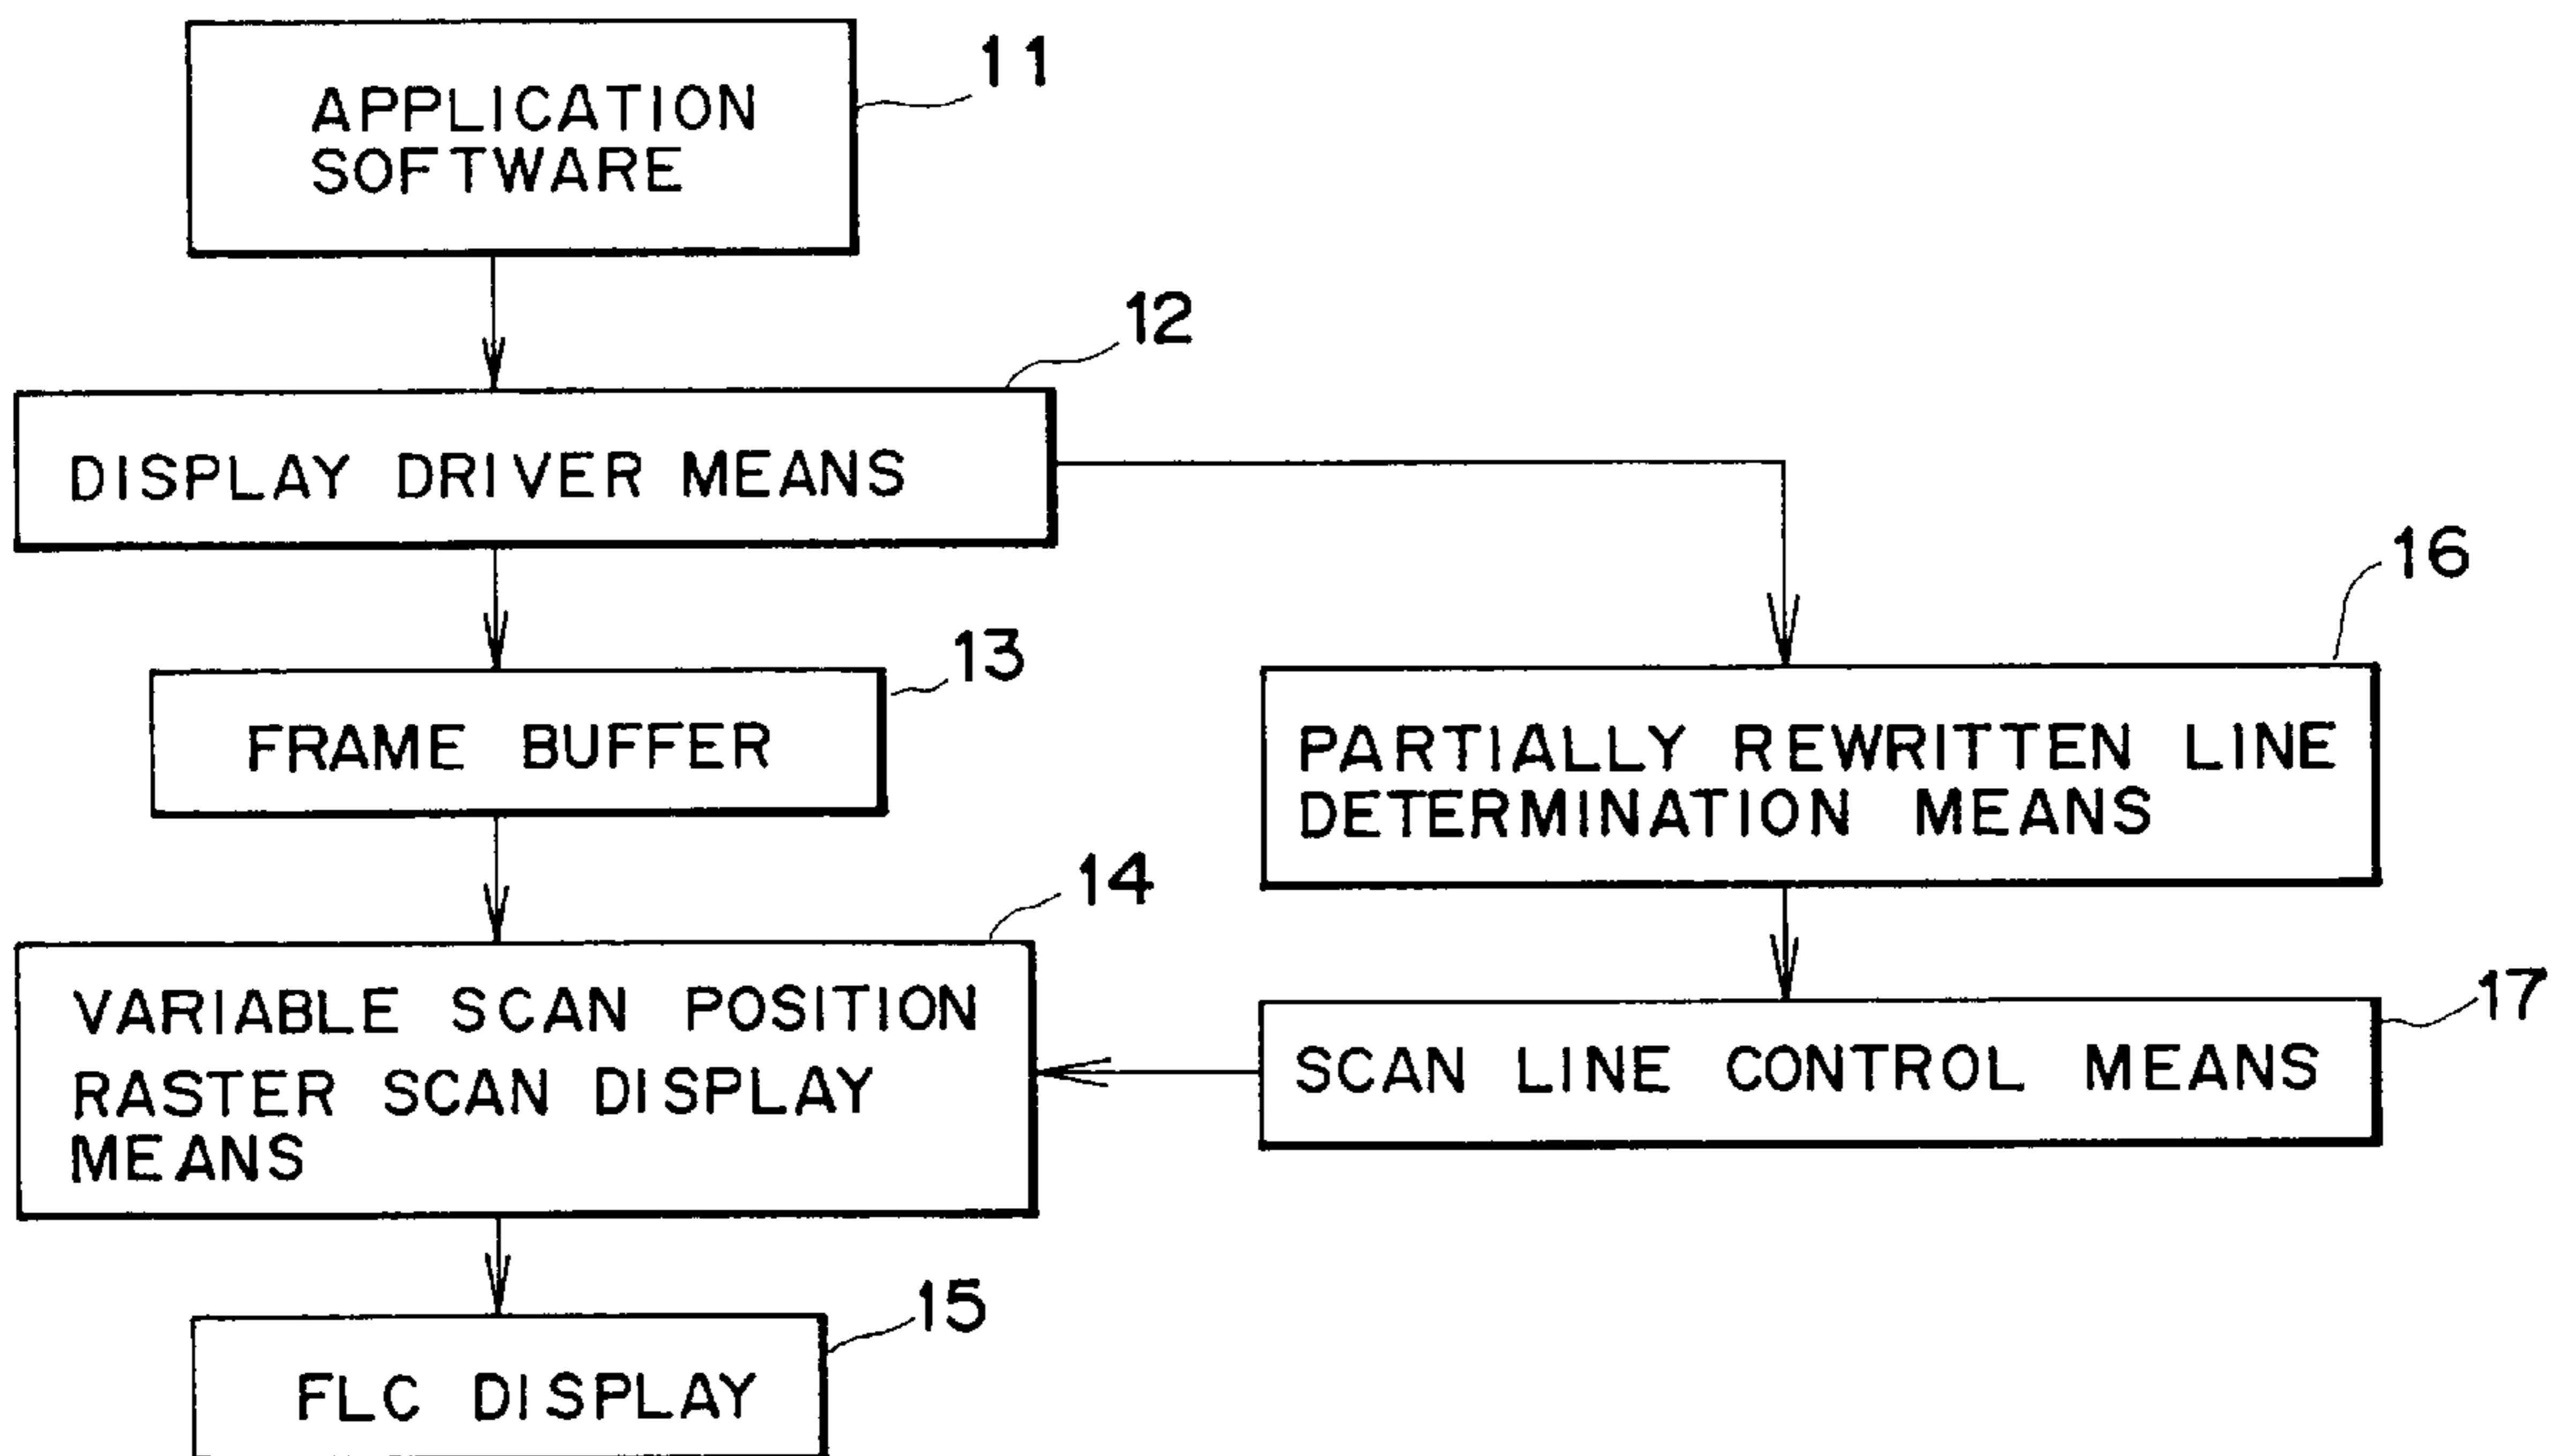 11
APPLICATION
SOFTWARE
12
DISPLAY DRIVER MEANS
13
FRAME BUFFER
16
PARTIALLY REWRITTEN LINE
DETERMINATION MEANS
14
VARIABLE SCAN POSITION
RASTER SCAN DISPLAY
MEANS
17
SCAN LINE CONTROL MEANS
15
FLC DISPLAY